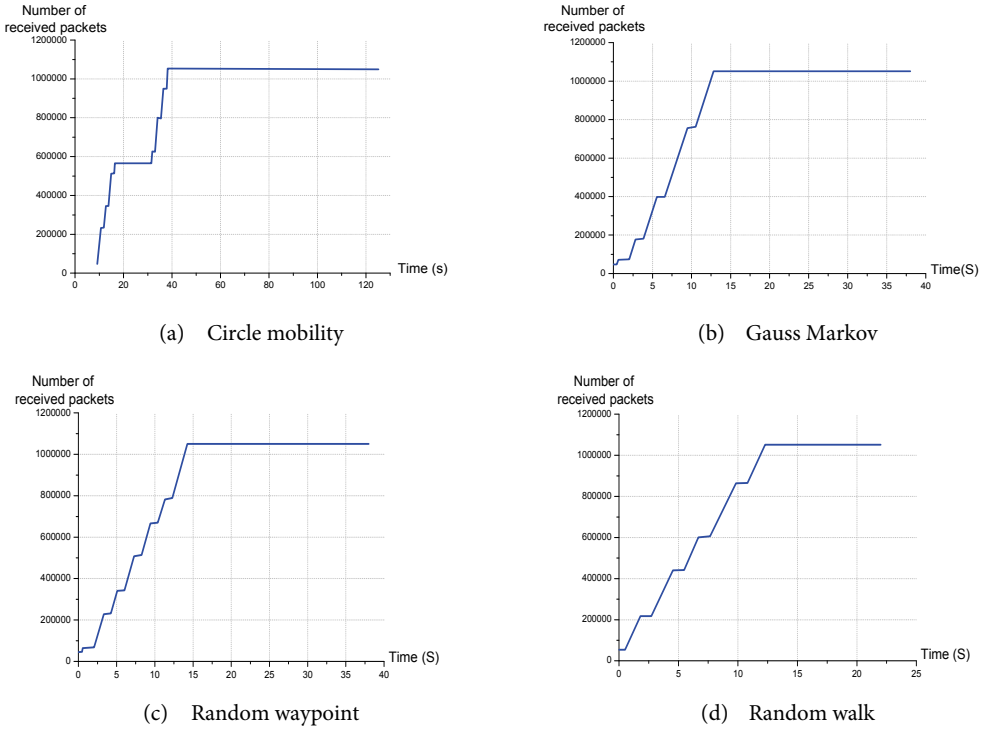 Number of
received packets
1200000
1000000
800000
600000
400000
200000
0
0 20 40 60 80 100 120
Time (s)
(a) Circle mobility
Number of
received packets
1200000
1000000
800000
600000
400000
200000
0
0 5 10 15 20 25 30 35 40
Time(S)
(b) Gauss Markov
Number of
received packets
1200000
1000000
800000
600000
400000
200000
0
0 5 10 15 20 25 30 35 40
Time (S)
(c) Random waypoint
Number of
received packets
1200000
1000000
800000
600000
400000
200000
0
0 5 10 15 20 25
Time (S)
(d) Random walk